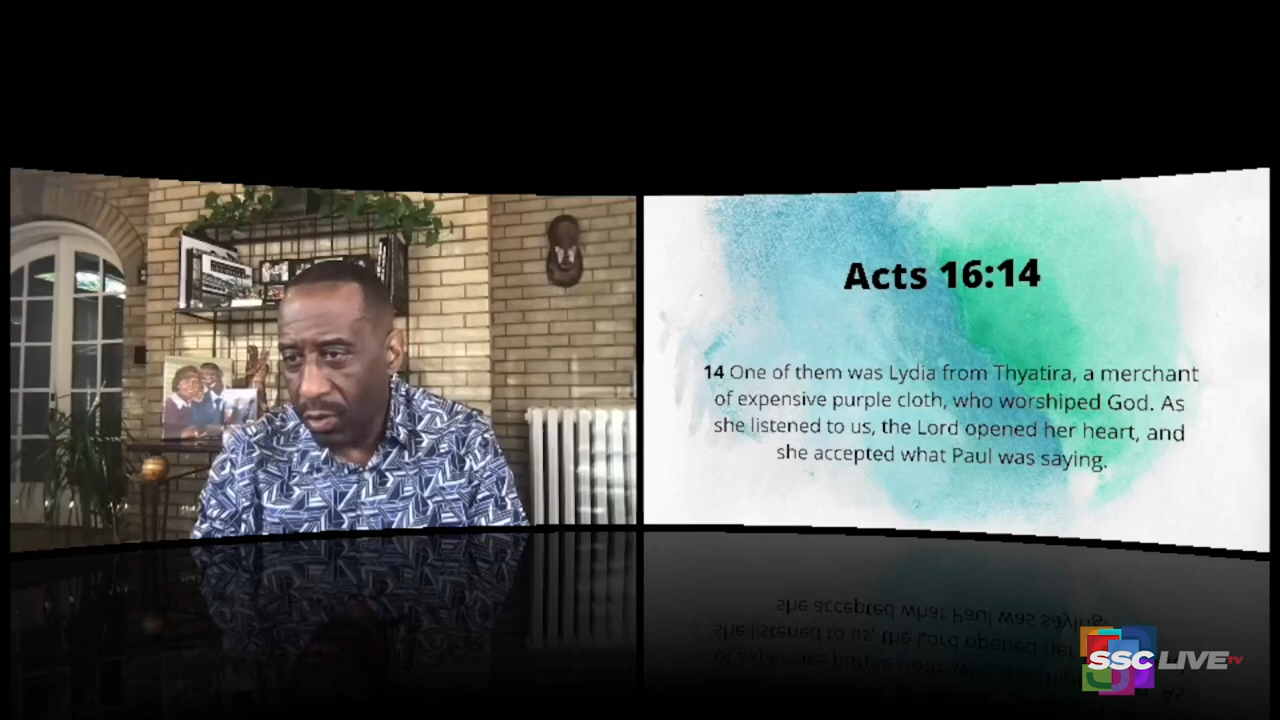 Acts 16:14
14 One of them was Lydia from Thyatira, a merchant
of expensive purple cloth, who worshiped God. As
she listened to us, the Lord opened her heart, and
she accepted what Paul was saying.
SSC LIVE TV